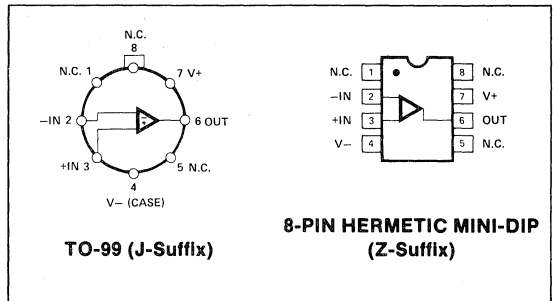 N.C.
8
N.C. 1
7 V+
−IN 2
6 OUT
+IN 3
5 N.C.
4
V− (CASE)
TO-99 (J-Suffix)
N.C. 1
8 N.C.
−IN 2
7 V+
+IN 3
6 OUT
V− 4
5 N.C.
8-PIN HERMETIC MINI-DIP
(Z-Suffix)